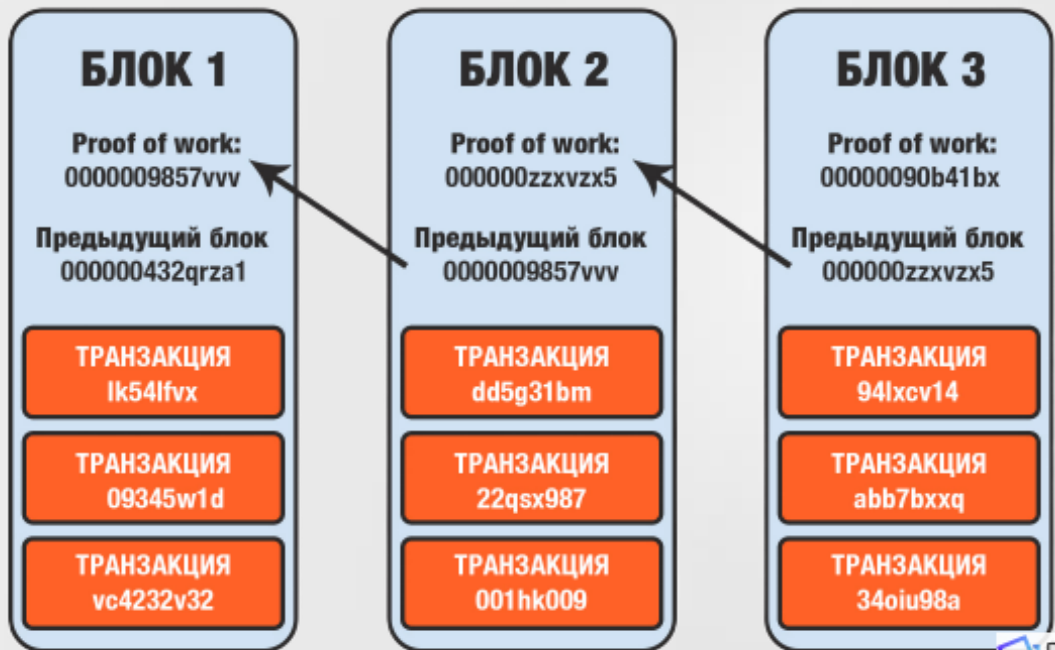 БЛОК 1
Proof of work:
0000009857vvv
Предыдущий блок
000000432qrza1
ТРАНЗАКЦИЯ
lk54lfvx
ТРАНЗАКЦИЯ
09345w1d
ТРАНЗАКЦИЯ
vc4232v32
БЛОК 2
Proof of work:
000000zzxvzx5
Предыдущий блок
0000009857vvv
ТРАНЗАКЦИЯ
dd5g31bm
ТРАНЗАКЦИЯ
22qsx987
ТРАНЗАКЦИЯ
001hk009
БЛОК 3
Proof of work:
00000090b41bx
Предыдущий блок
000000zzxvzx5
ТРАНЗАКЦИЯ
94lxcv14
ТРАНЗАКЦИЯ
abb7bxxq
ТРАНЗАКЦИЯ
34oiu98a